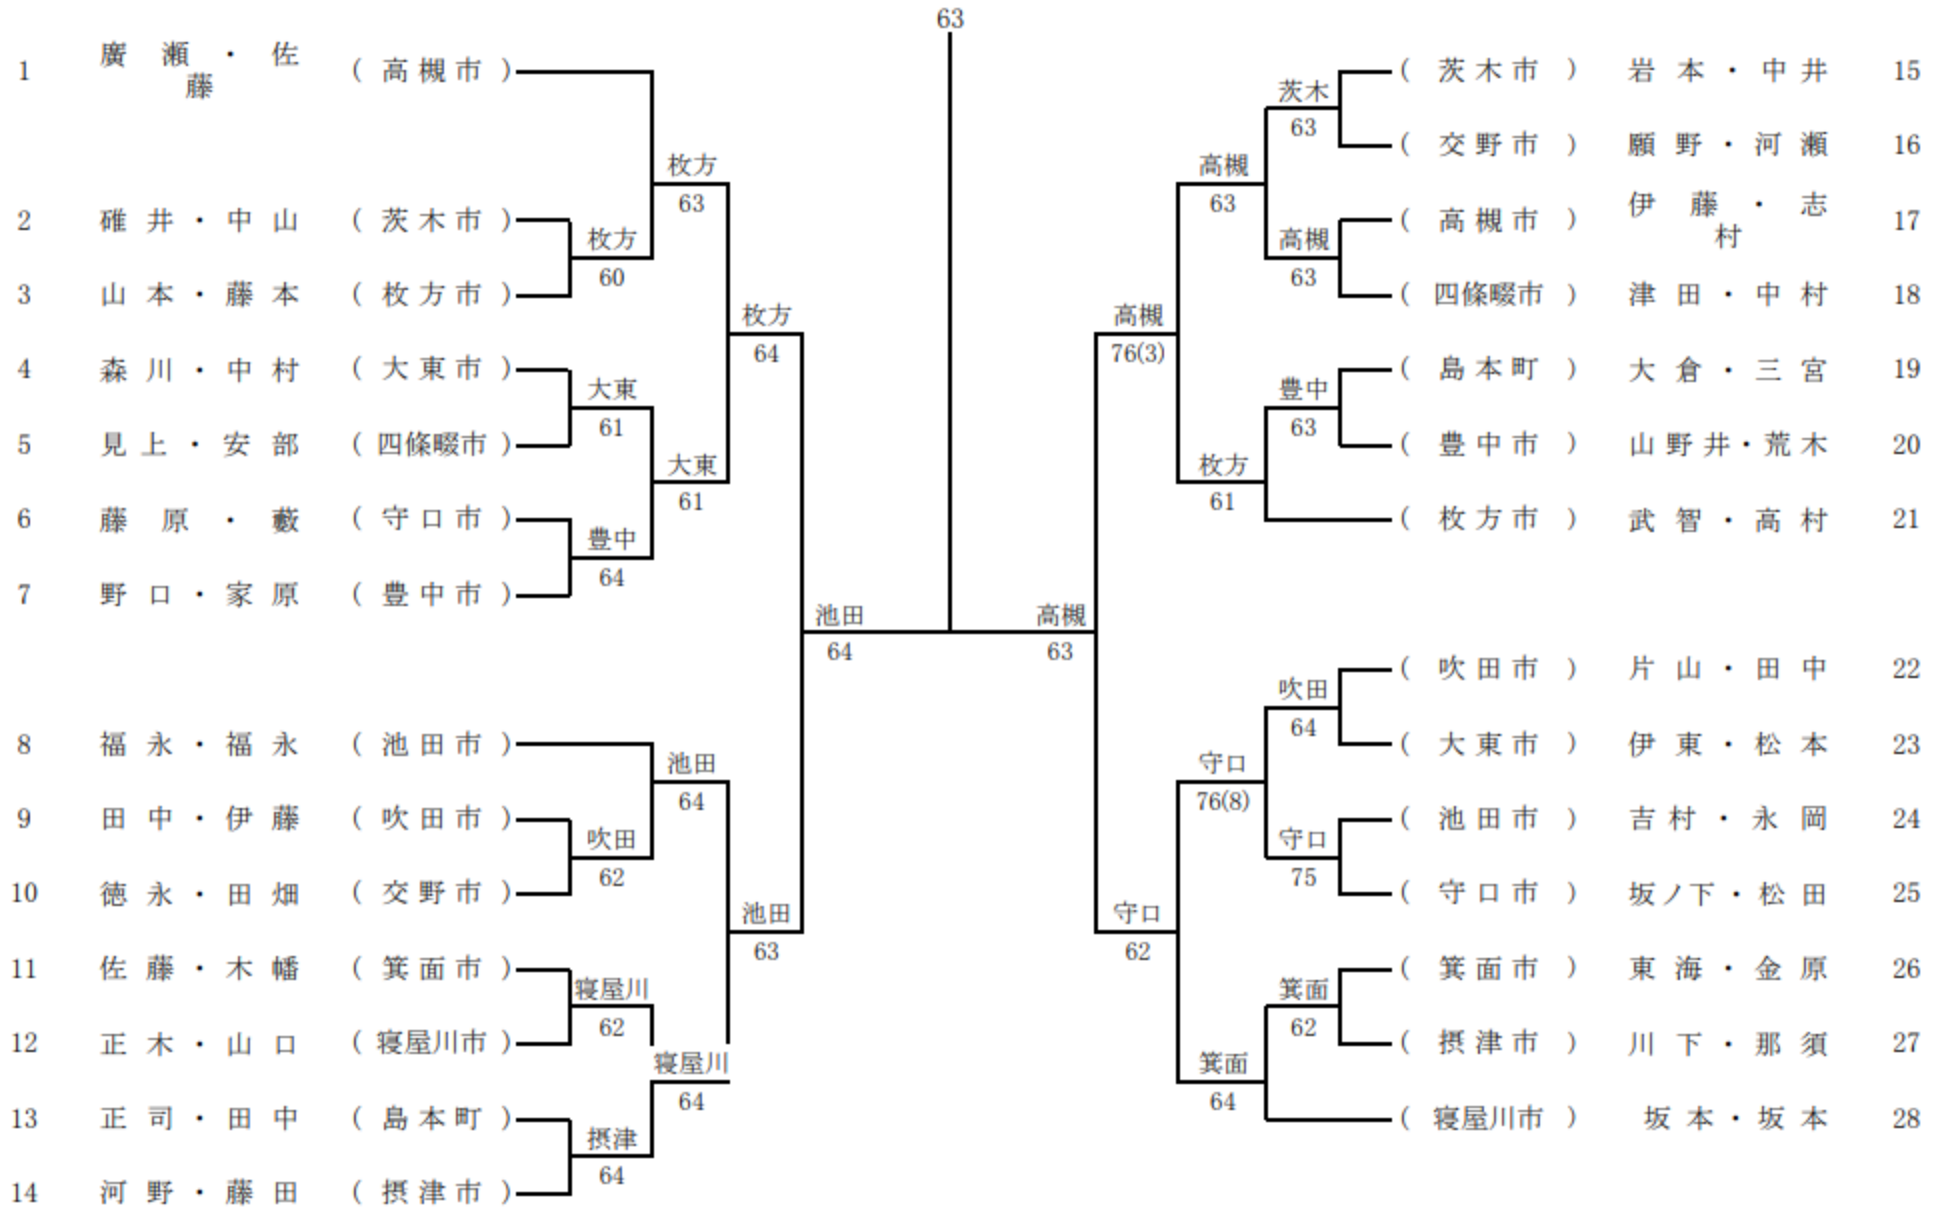 63
1 廣瀬・佐藤 (高槻市)
枚方
63
2 碓井・中山 (茨木市)
枚方
60
3 山本・藤本 (枚方市)
枚方
64
4 森川・中村 (大東市)
大東
61
5 見上・安部 (四條畷市)
大東
61
6 藤原・藪 (守口市)
豊中
64
7 野口・家原 (豊中市)
池田
64
8 福永・福永 (池田市)
池田
64
9 田中・伊藤 (吹田市)
吹田
62
10 徳永・田畑 (交野市)
池田
63
11 佐藤・木幡 (箕面市)
寝屋川
62
12 正木・山口 (寝屋川市)
寝屋川
64
13 正司・田中 (島本町)
摂津
64
14 河野・藤田 (摂津市)
(茨木市) 岩本・中井 15
茨木
63
(交野市) 願野・河瀬 16
高槻
63
(高槻市) 伊藤・志村 17
高槻
63
(四條畷市) 津田・中村 18
高槻
76(3)
(島本町) 大倉・三宮 19
豊中
63
(豊中市) 山野井・荒木 20
枚方
61
(枚方市) 武智・高村 21
高槻
63
(吹田市) 片山・田中 22
吹田
64
(大東市) 伊東・松本 23
守口
76(8)
(池田市) 吉村・永岡 24
守口
75
(守口市) 坂ノ下・松田 25
守口
62
(箕面市) 東海・金原 26
箕面
62
(摂津市) 川下・那須 27
箕面
64
(寝屋川市) 坂本・坂本 28